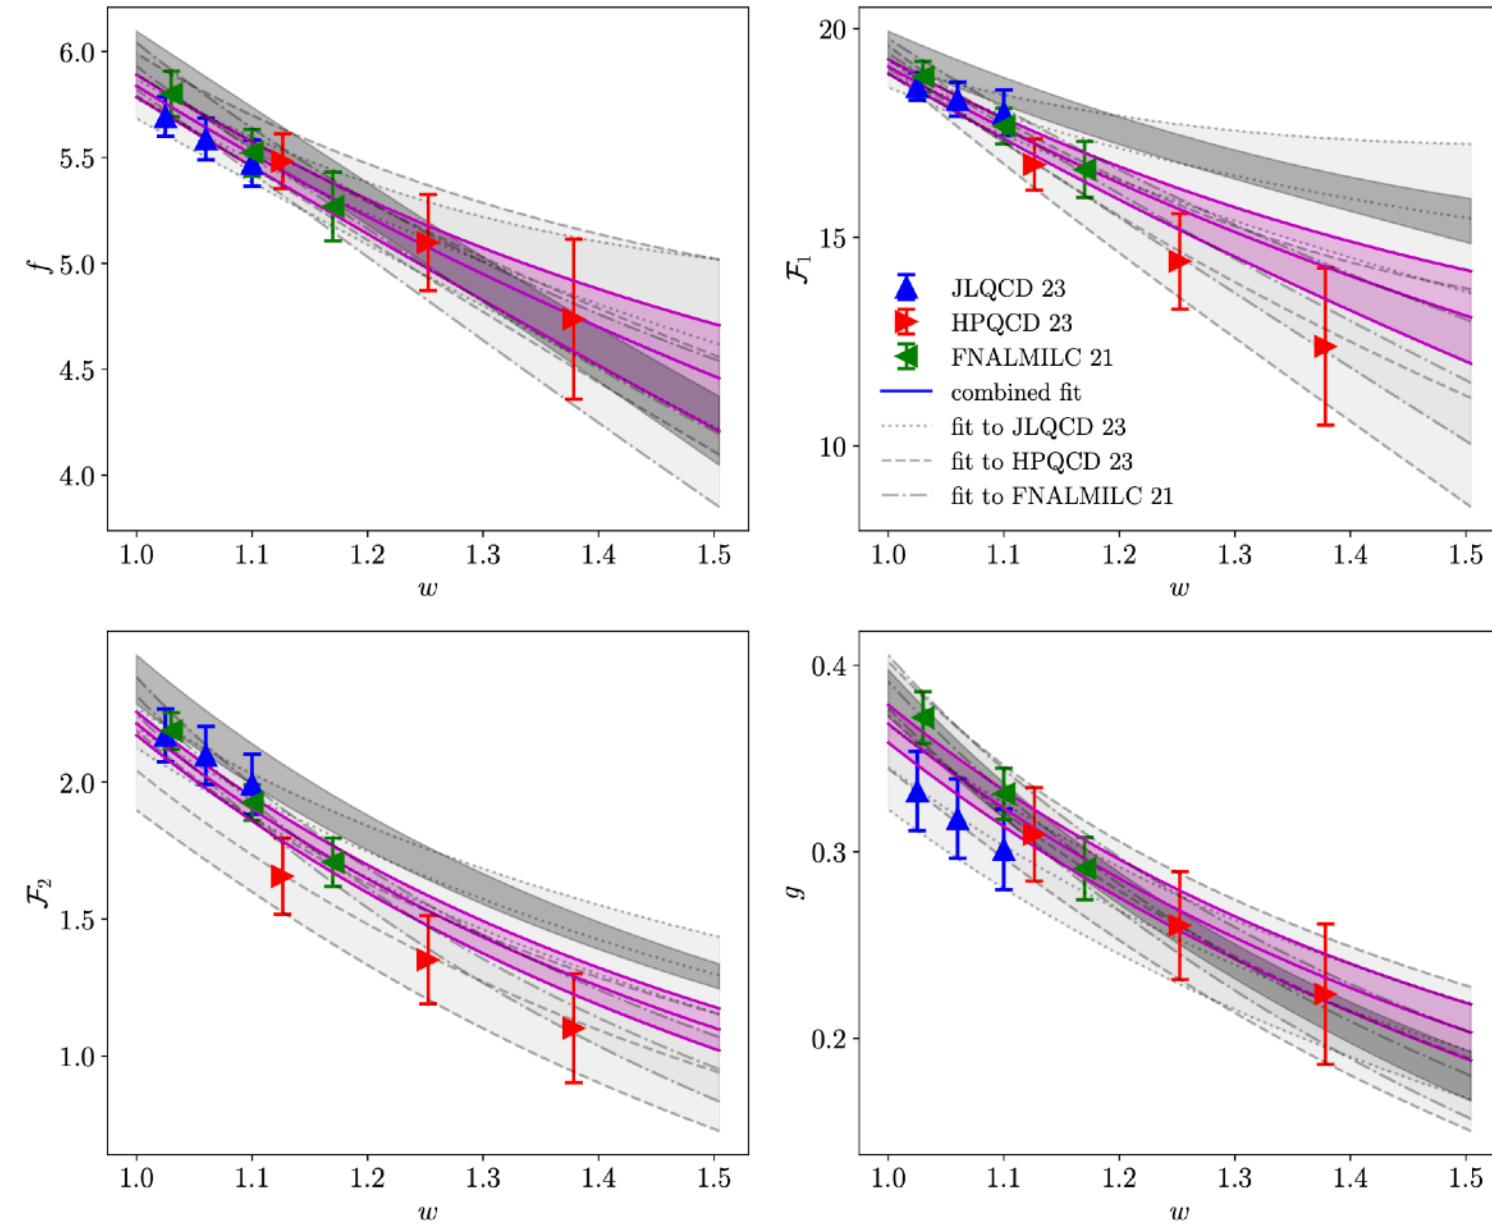 6.0
5.5
5.0
4.5
4.0
f
1.0 1.1 1.2 1.3 1.4 1.5
w
20
15
10
ℱ₁
JLQCD 23
HPQCD 23
FNALMILC 21
combined fit
fit to JLQCD 23
fit to HPQCD 23
fit to FNALMILC 21
1.0 1.1 1.2 1.3 1.4 1.5
w
2.0
1.5
1.0
ℱ₂
1.0 1.1 1.2 1.3 1.4 1.5
w
0.4
0.3
0.2
g
1.0 1.1 1.2 1.3 1.4 1.5
w